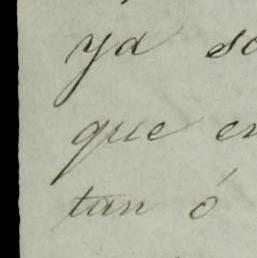 ya
que
tan ó